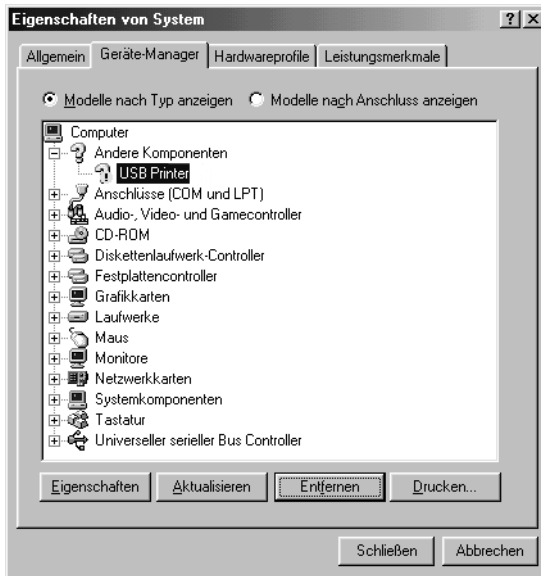 Eigenschaften von System
Allgemein Geräte-Manager Hardwareprofile Leistungsmerkmale
Modelle nach Typ anzeigen Modelle nach Anschluss anzeigen
Computer
Andere Komponenten
USB Printer
Anschlüsse (COM und LPT)
Audio-, Video- und Gamecontroller
CD-ROM
Diskettenlaufwerk-Controller
Festplattencontroller
Grafikkarten
Laufwerke
Maus
Monitore
Netzwerkkarten
Systemkomponenten
Tastatur
Universeller serieller Bus Controller
Eigenschaften Aktualisieren Entfernen Drucken...
Schließen Abbrechen